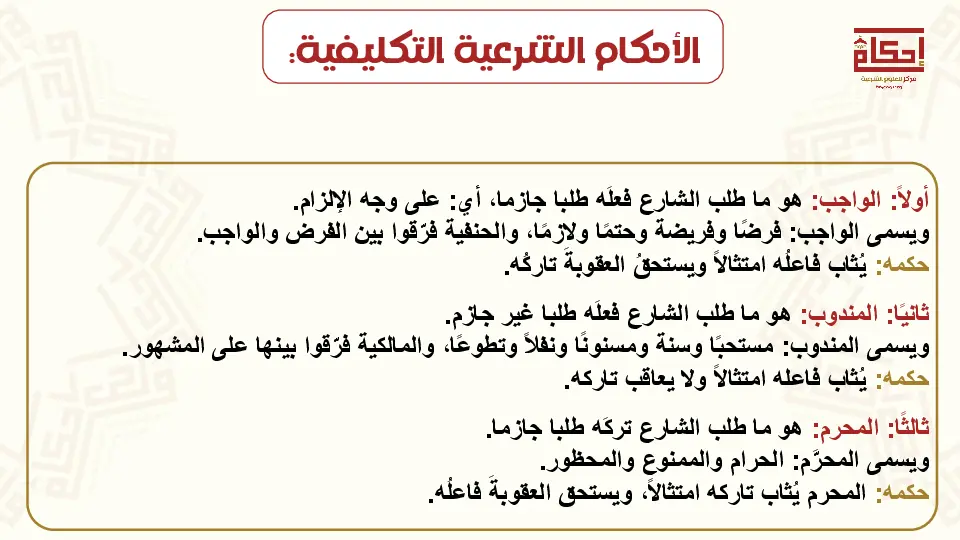 الأحكام الشرعية التكليفية:
إحكام
مركز للعلوم الشرعية
أولاً: الواجب: هو ما طلب الشارع فعلَه طلبا جازما، أي: على وجه الإلزام.
ويسمى الواجب: فرضًا وفريضة وحتمًا ولازمًا، والحنفية فرّقوا بين الفرض والواجب.
حكمه: يُثاب فاعلُه امتثالاً ويستحقُ العقوبةَ تاركُه.
ثانيًا: المندوب: هو ما طلب الشارع فعلَه طلبا غير جازم.
ويسمى المندوب: مستحبًا وسنة ومسنونًا ونفلاً وتطوعًا، والمالكية فرّقوا بينها على المشهور.
حكمه: يُثاب فاعله امتثالاً ولا يعاقب تاركه.
ثالثًا: المحرم: هو ما طلب الشارع تركَه طلبا جازما.
ويسمى المحرَّم: الحرام والممنوع والمحظور.
حكمه: المحرم يُثاب تاركه امتثالاً، ويستحق العقوبةَ فاعلُه.